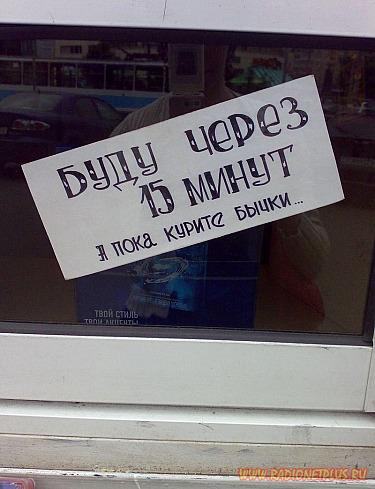 БУДУ ЧЕРЕЗ
15 МИНУТ
А ПОКА КУРИТЕ БЫЧКИ...
ТВОЙ СТИЛЬ
ТВОИ АКЦЕНТЫ
WWW.RADIONETPLUS.RU